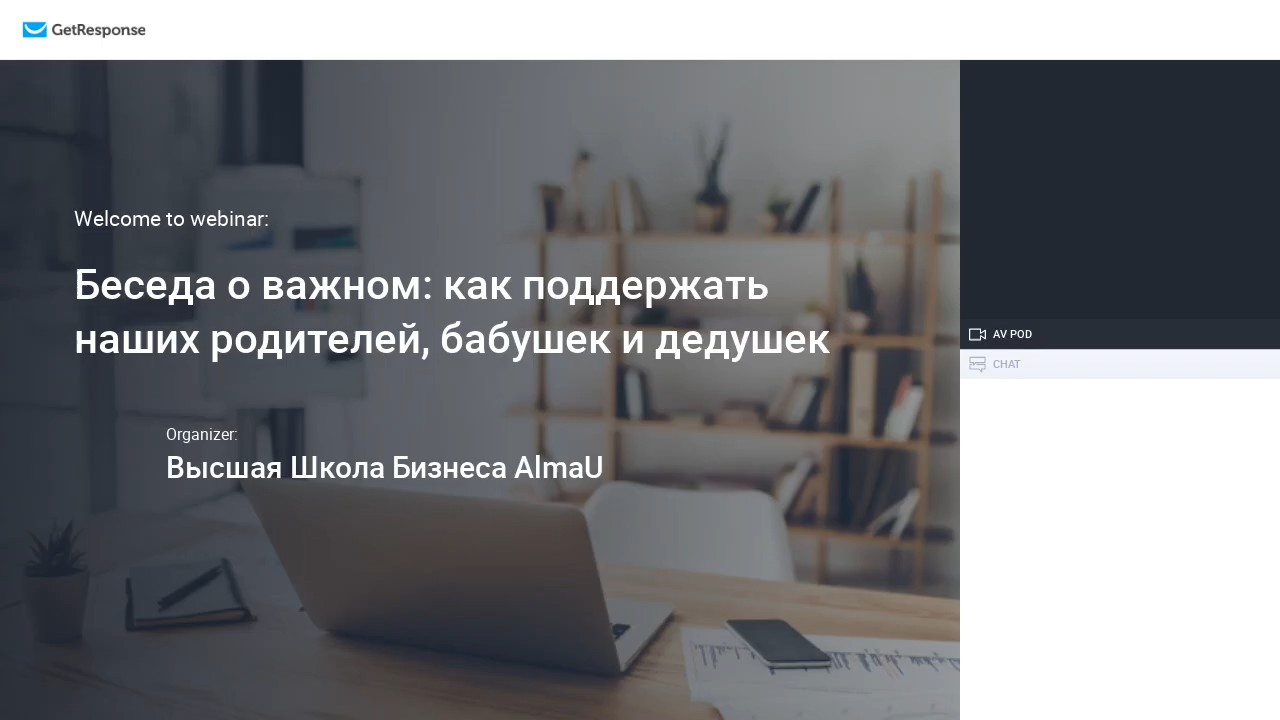 GetResponse
Welcome to webinar:
Беседа о важном: как поддержать
наших родителей, бабушек и дедушек
Organizer:
Высшая Школа Бизнеса AlmaU
AV POD
CHAT